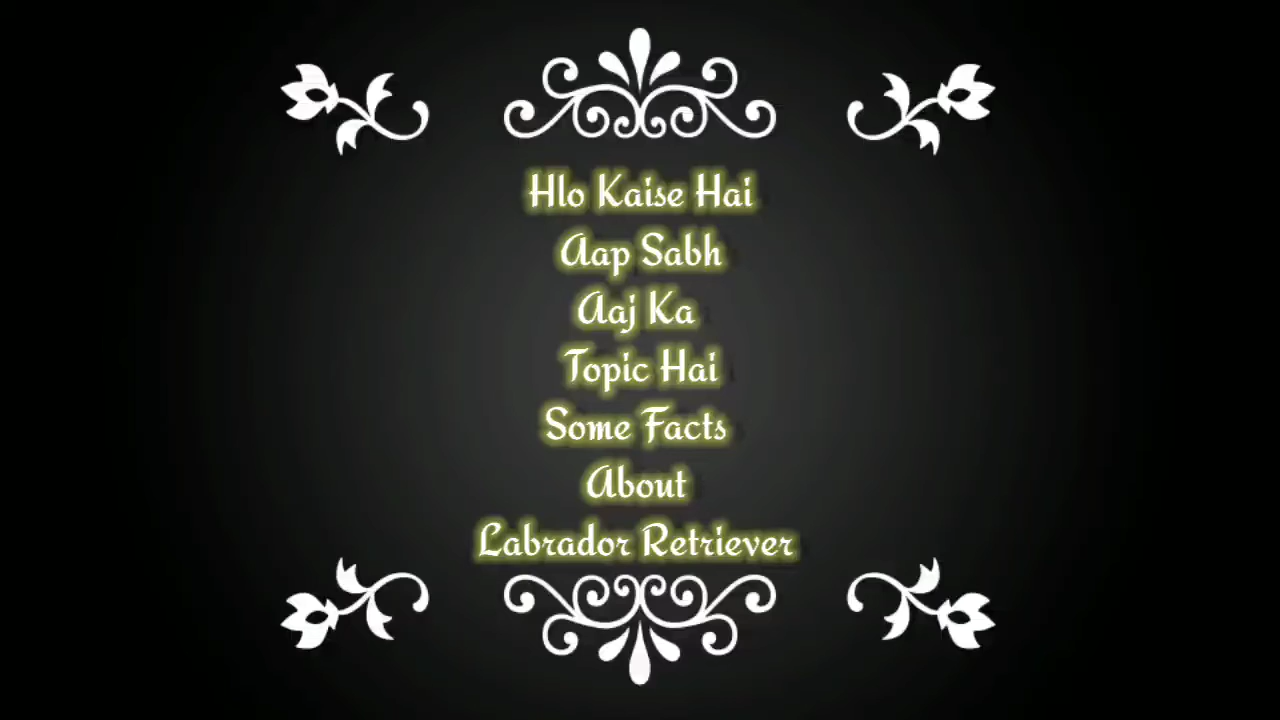 Hlo Kaise Hai
Aap Sabh
Aaj Ka
Topic Hai
Some Facts
About
Labrador Retriever